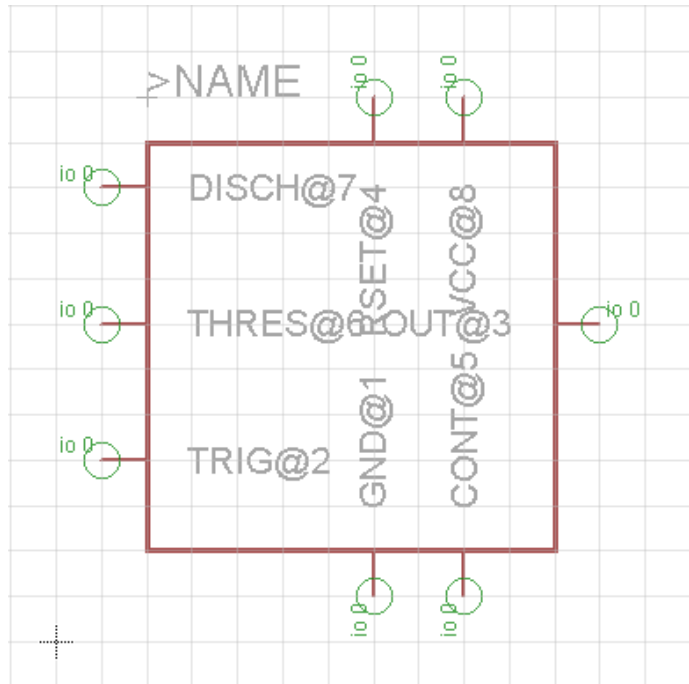 >NAME
io 0
io 0
io 0
DISCH@7
RSET@4
VCC@8
io 0
THRES@6
OUT@3
io 0
io 0
TRIG@2
GND@1
CONT@5
io 0
io 0